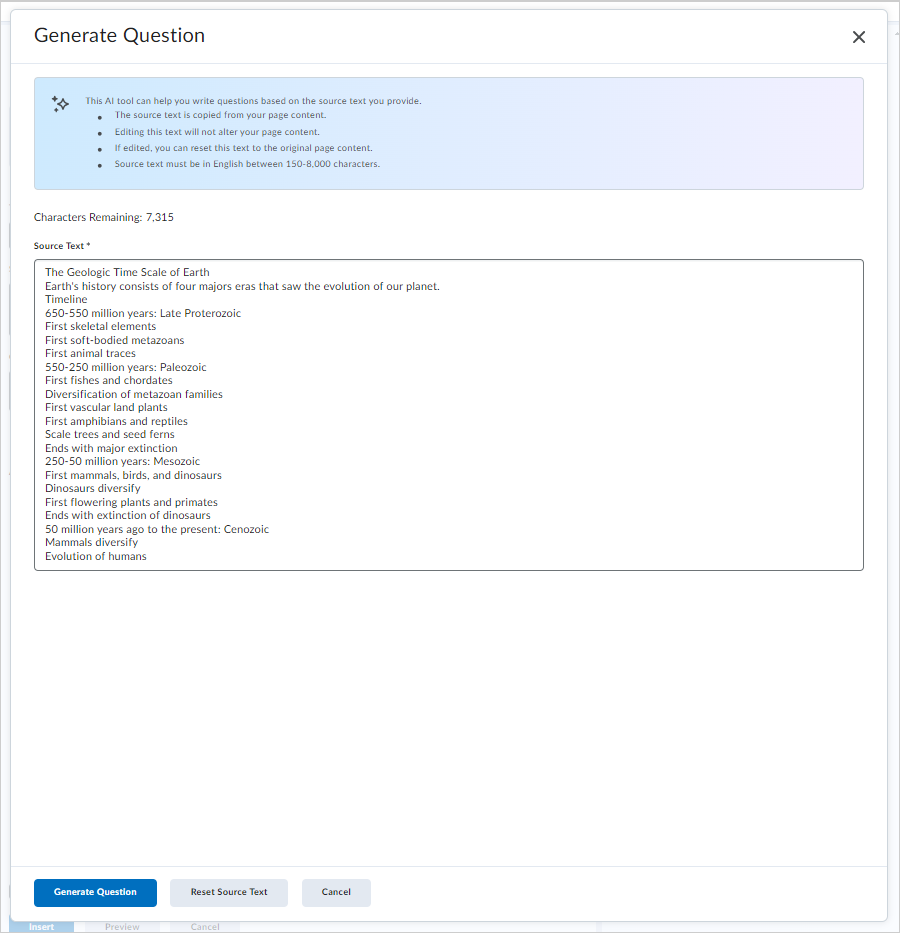 Generate Question
This AI tool can help you write questions based on the source text you provide.
The source text is copied from your page content.
Editing this text will not alter your page content.
If edited, you can reset this text to the original page content.
Source text must be in English between 150-8,000 characters.
Characters Remaining: 7,315
Source Text *
The Geologic Time Scale of Earth
Earth's history consists of four majors eras that saw the evolution of our planet.
Timeline
650-550 million years: Late Proterozoic
First skeletal elements
First soft-bodied metazoans
First animal traces
550-250 million years: Paleozoic
First fishes and chordates
Diversification of metazoan families
First vascular land plants
First amphibians and reptiles
Scale trees and seed ferns
Ends with major extinction
250-50 million years: Mesozoic
First mammals, birds, and dinosaurs
Dinosaurs diversify
First flowering plants and primates
Ends with extinction of dinosaurs
50 million years ago to the present: Cenozoic
Mammals diversify
Evolution of humans
Generate Question Reset Source Text Cancel
Insert Preview Cancel